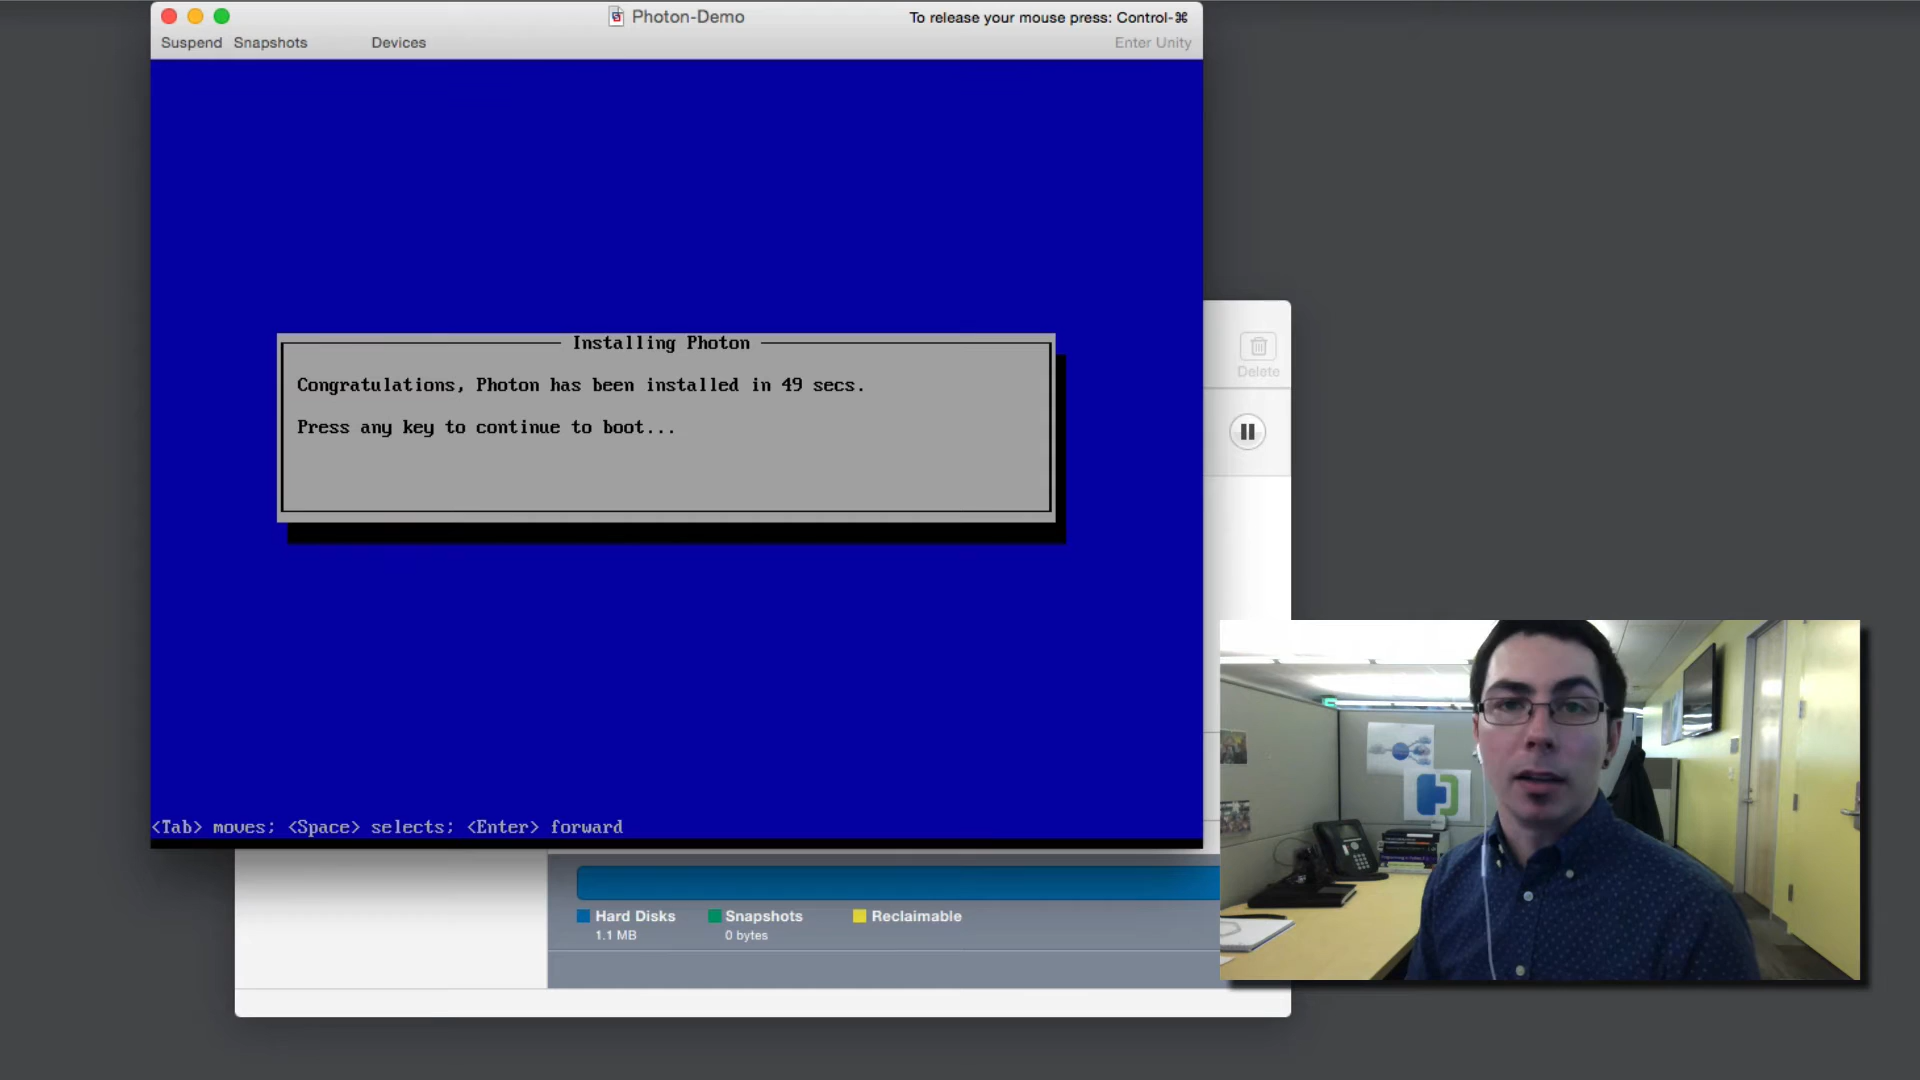 Photon-Demo
To release your mouse press: Control-⌘
Suspend Snapshots Devices Enter Unity
Installing Photon
Congratulations, Photon has been installed in 49 secs.
Press any key to continue to boot...
Delete
<Tab> moves; <Space> selects; <Enter> forward
Hard Disks Snapshots Reclaimable
1.1 MB 0 bytes